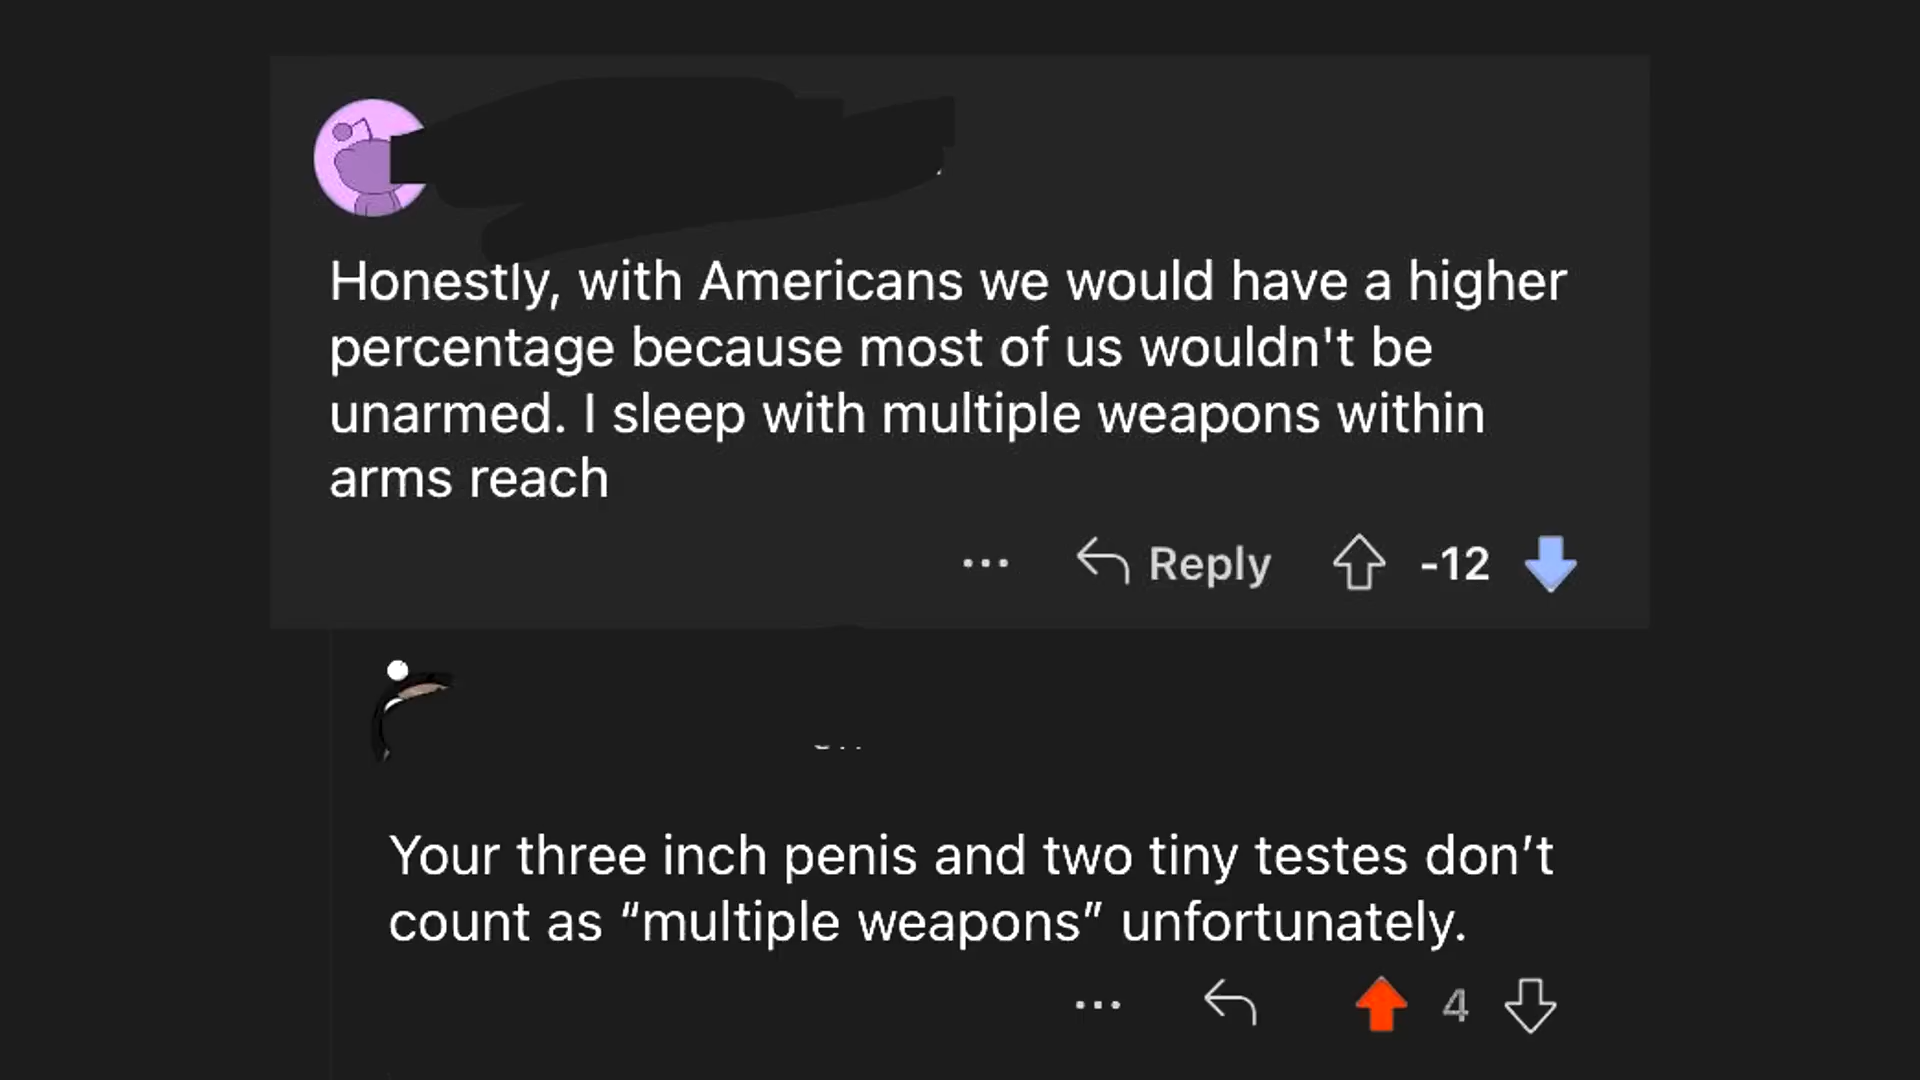 Honestly, with Americans we would have a higher
percentage because most of us wouldn't be
unarmed. I sleep with multiple weapons within
arms reach
... Reply -12
Your three inch penis and two tiny testes don’t
count as “multiple weapons” unfortunately.
... 4